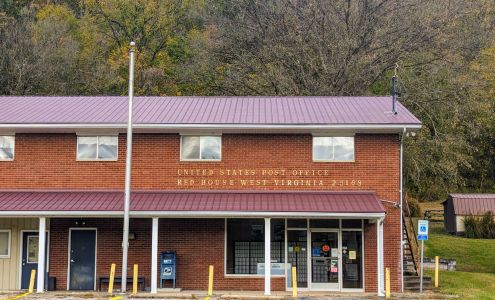 UNITED STATES POST OFFICE
RED HOUSE WEST VIRGINIA 25168